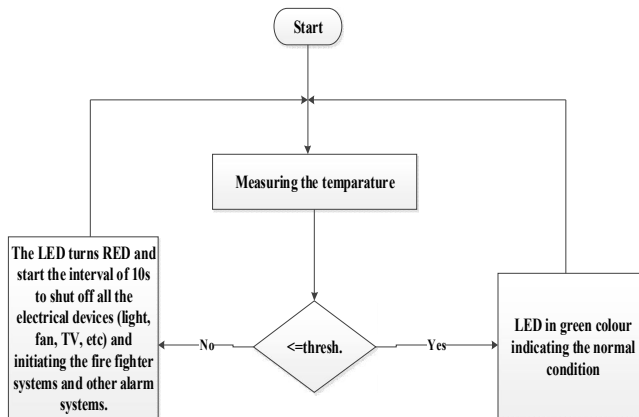 Start
Measuring the temparature
The LED turns RED and
start the interval of 10s
to shut off all the
electrical devices (light,
fan, TV, etc) and
initiating the fire fighter
systems and other alarm
systems.
No
<=thresh.
Yes
LED in green colour
indicating the normal
condition